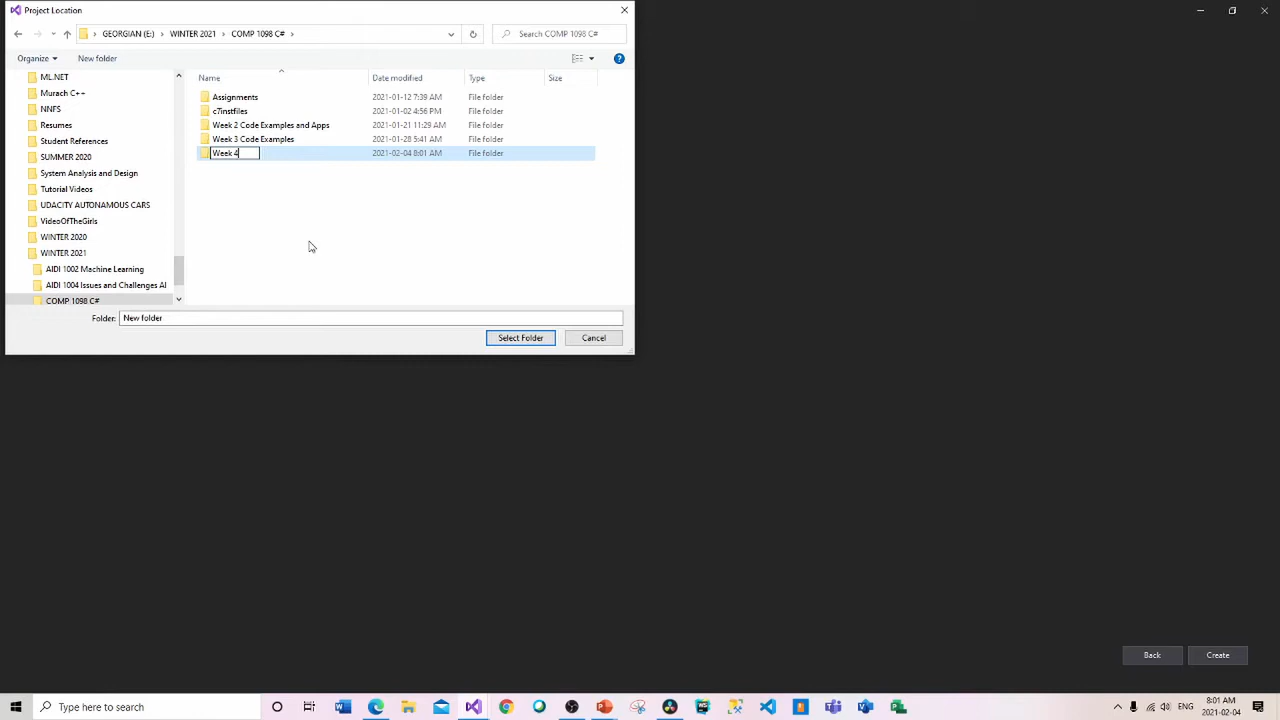 Project Location
GEORGIAN (E:) > WINTER 2021 > COMP 1098 C# >
Search COMP 1098 C#
Organize
New folder
ML.NET
Murach C++
NNFS
Resumes
Student References
SUMMER 2020
System Analysis and Design
Tutorial Videos
UDACITY AUTONOMOUS CARS
VideoOfTheGirls
WINTER 2020
WINTER 2021
AIDI 1002 Machine Learning
AIDI 1004 Issues and Challenges AI
COMP 1098 C#
Name Date modified Type Size
Assignments 2021-01-12 7:39 AM File folder
c7instfiles 2021-01-02 4:56 PM File folder
Week 2 Code Examples and Apps 2021-01-21 11:29 AM File folder
Week 3 Code Examples 2021-01-28 5:41 AM File folder
Week 4 2021-02-04 8:01 AM File folder
Folder: New folder
Select Folder
Cancel
Back
Create
Type here to search
ENG
8:01 AM
2021-02-04